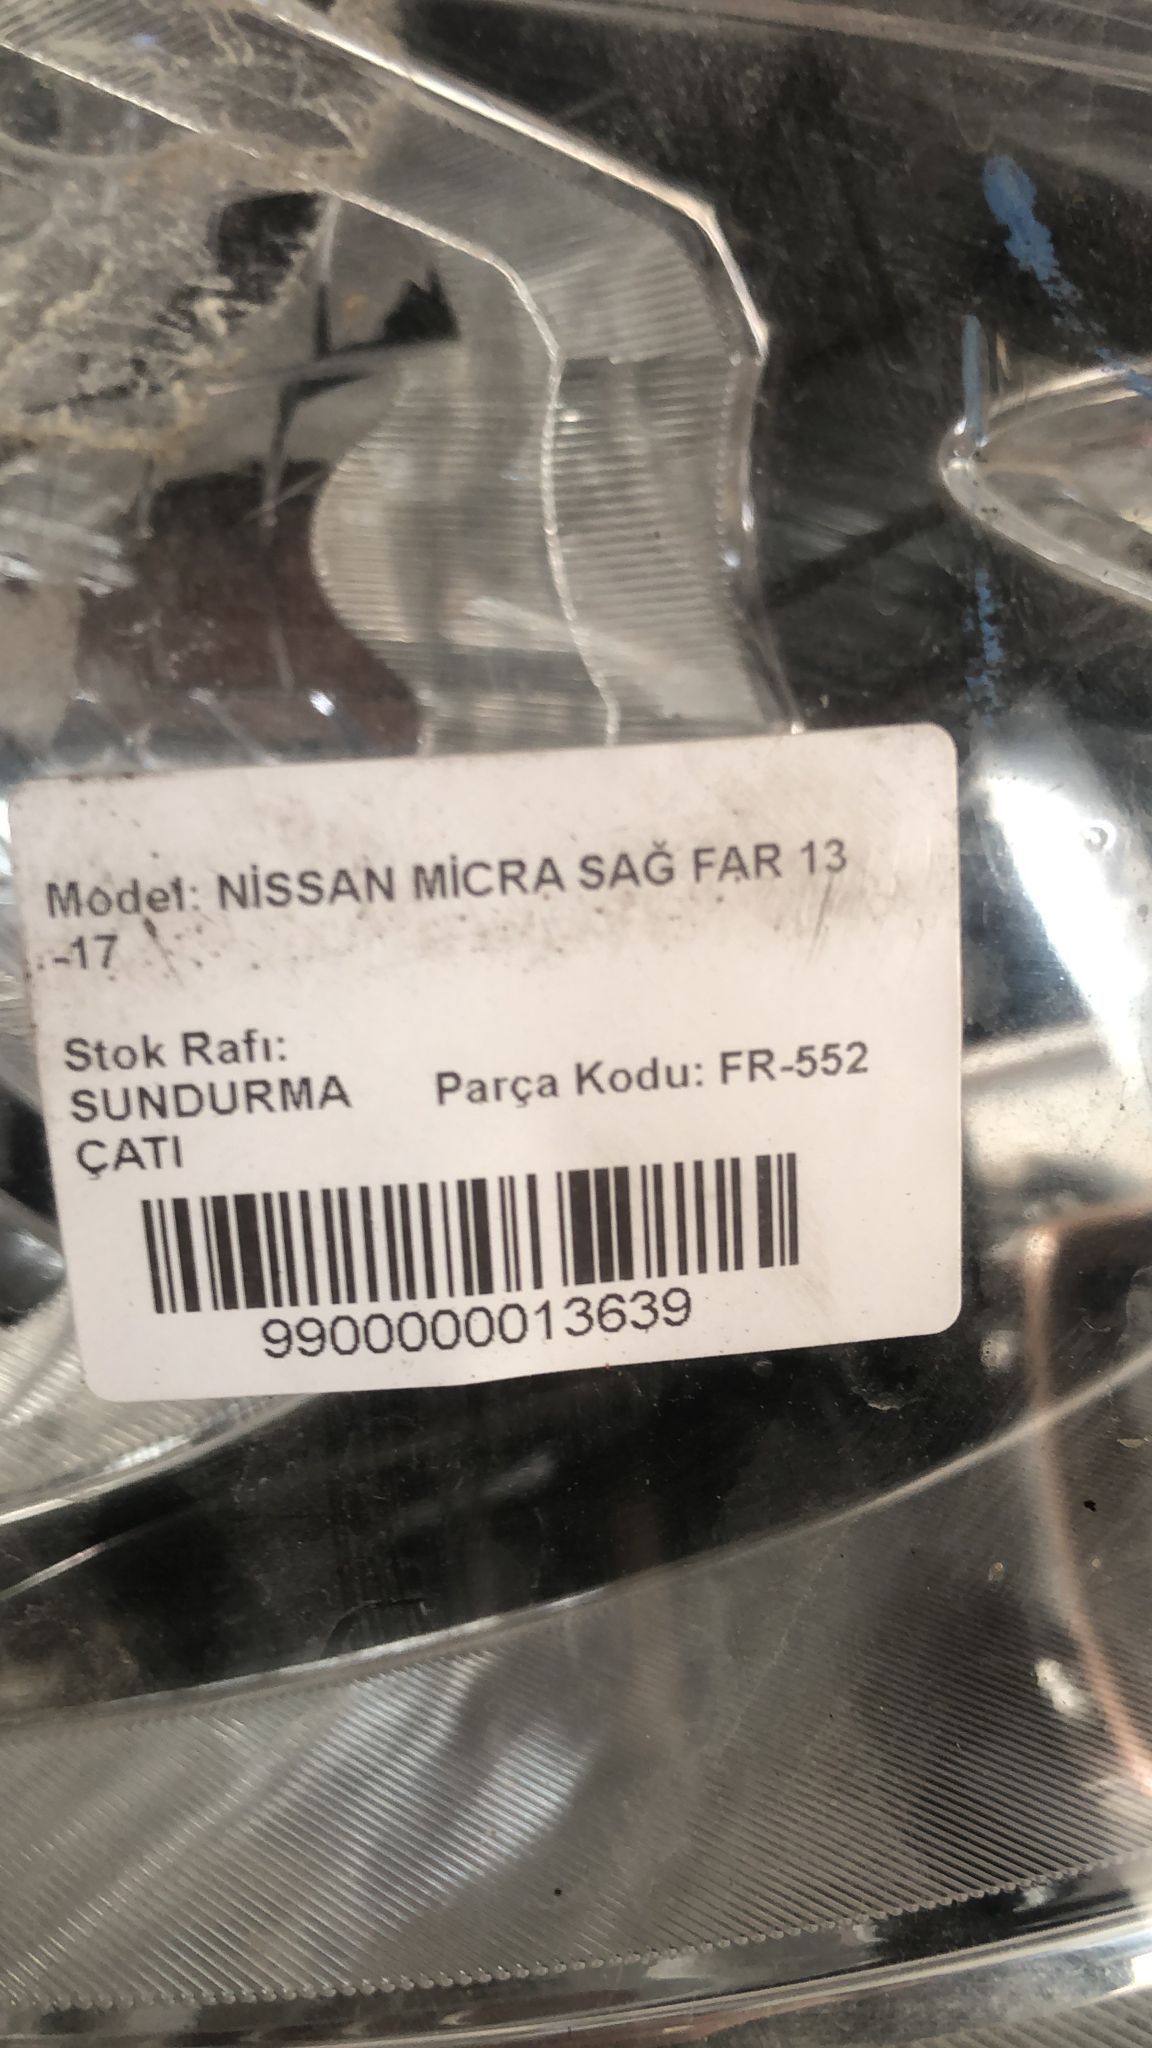 Model: NİSSAN MİCRA SAĞ FAR 13
-17
Stok Rafı:
SUNDURMA
ÇATI
Parça Kodu: FR-552
9900000013639